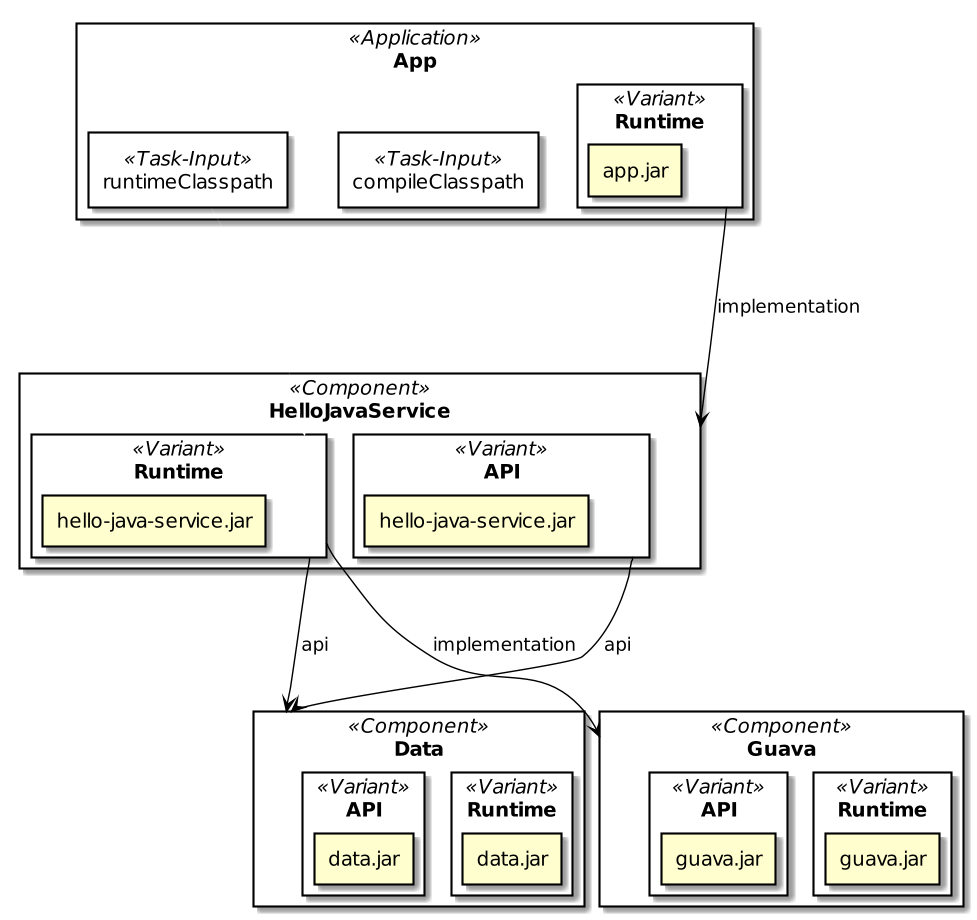 «Application»
App
«Task-Input»
runtimeClasspath
«Task-Input»
compileClasspath
«Variant»
Runtime
app.jar
implementation
«Component»
HelloJavaService
«Variant»
Runtime
hello-java-service.jar
«Variant»
API
hello-java-service.jar
api
implementation
api
«Component»
Data
«Variant»
API
data.jar
«Variant»
Runtime
data.jar
«Component»
Guava
«Variant»
API
guava.jar
«Variant»
Runtime
guava.jar